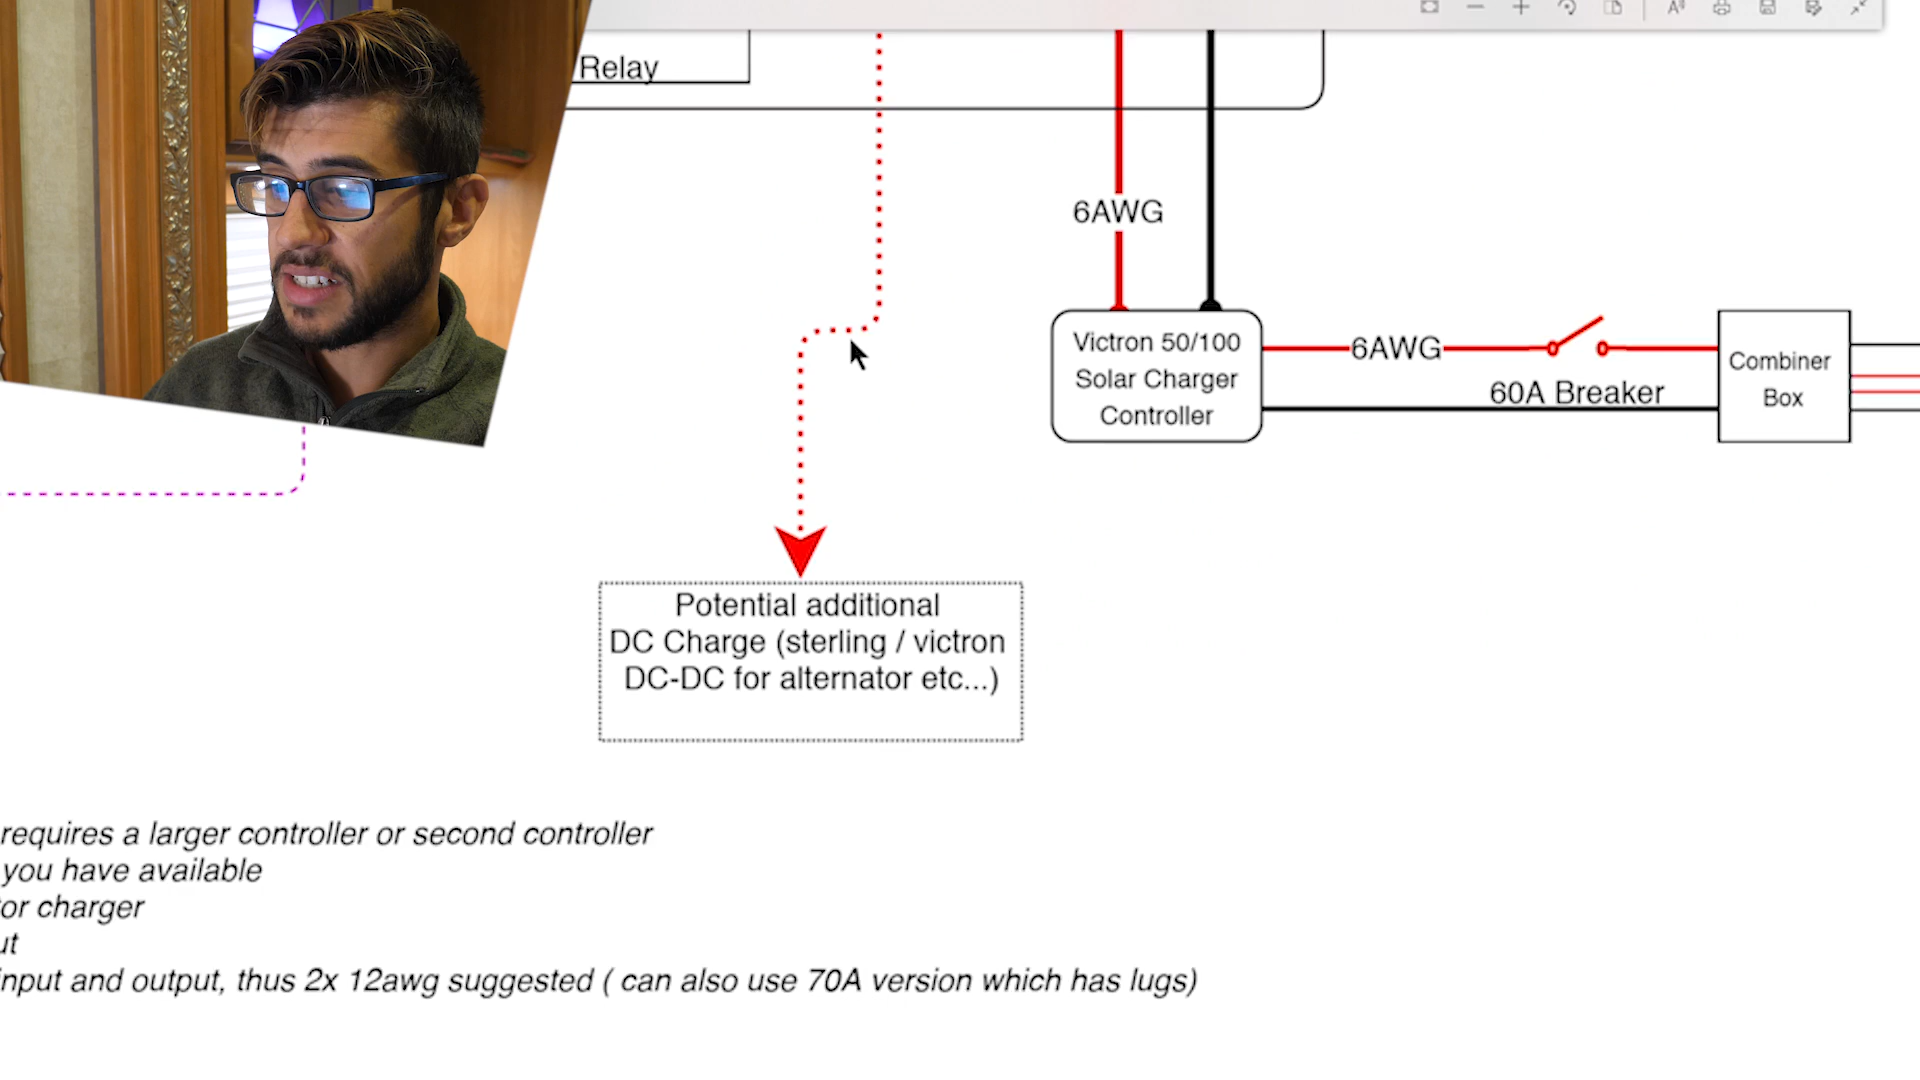 Relay
6AWG
Victron 50/100
Solar Charger
Controller
6AWG
60A Breaker
Combiner
Box
Potential additional
DC Charge (sterling / victron
DC-DC for alternator etc...)
requires a larger controller or second controller
you have available
or charger
ut
input and output, thus 2x 12awg suggested ( can also use 70A version which has lugs)